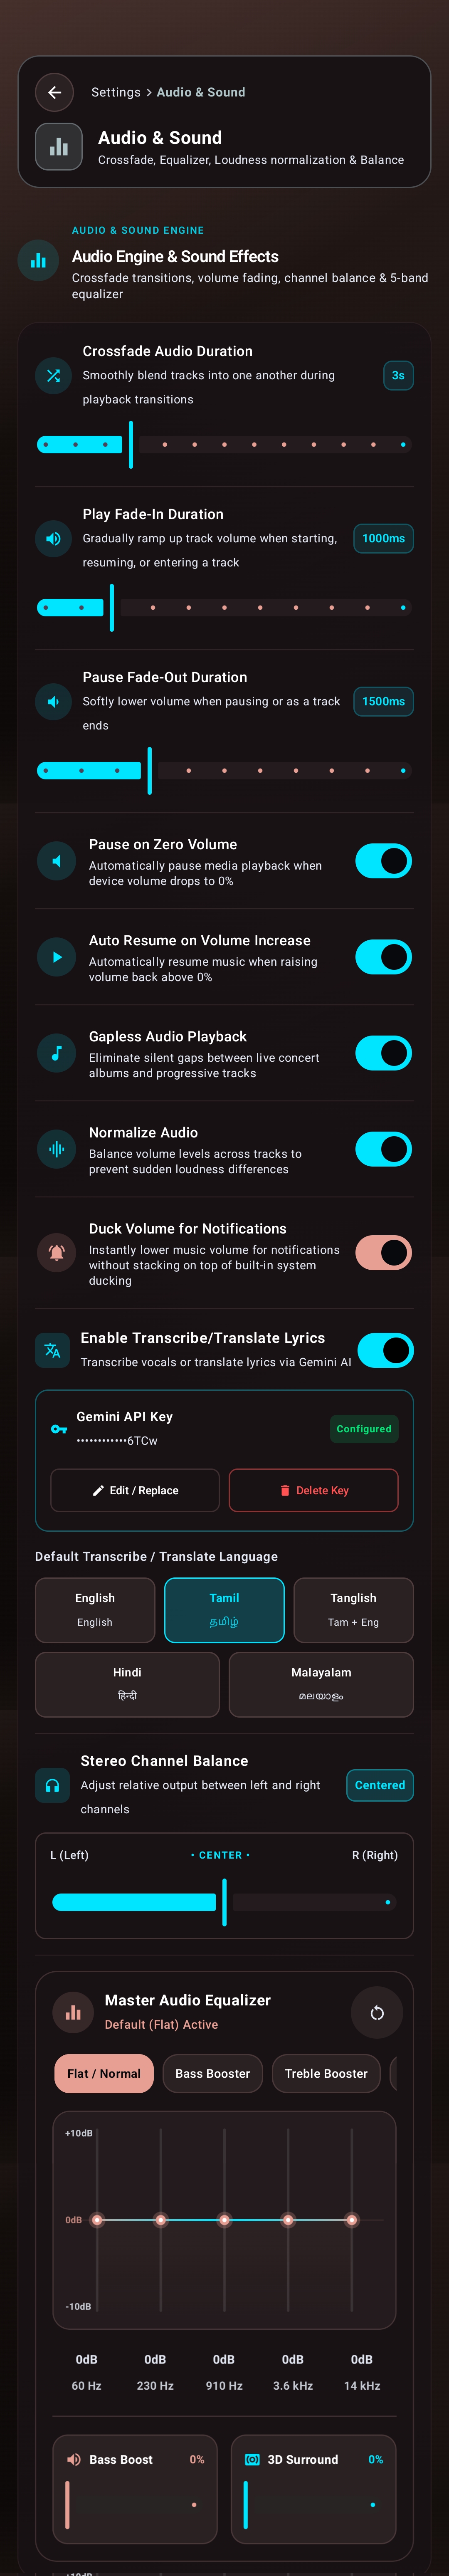 Settings > Audio & Sound
Audio & Sound
Crossfade, Equalizer, Loudness normalization & Balance
AUDIO & SOUND ENGINE
Audio Engine & Sound Effects
Crossfade transitions, volume fading, channel balance & 5-band
equalizer
Crossfade Audio Duration
Smoothly blend tracks into one another during
playback transitions
3s
Play Fade-In Duration
Gradually ramp up track volume when starting,
resuming, or entering a track
1000ms
Pause Fade-Out Duration
Softly lower volume when pausing or as a track
ends
1500ms
Pause on Zero Volume
Automatically pause media playback when
device volume drops to 0%
Auto Resume on Volume Increase
Automatically resume music when raising
volume back above 0%
Gapless Audio Playback
Eliminate silent gaps between live concert
albums and progressive tracks
Normalize Audio
Balance volume levels across tracks to
prevent sudden loudness differences
Duck Volume for Notifications
Instantly lower music volume for notifications
without stacking on top of built-in system
ducking
Enable Transcribe/Translate Lyrics
Transcribe vocals or translate lyrics via Gemini AI
Gemini API Key
••••••••••••6TCw
Configured
Edit / Replace
Delete Key
Default Transcribe / Translate Language
English
English
Tamil
தமிழ்
Tanglish
Tam + Eng
Hindi
हिन्दी
Malayalam
മലയാളം
Stereo Channel Balance
Adjust relative output between left and right
channels
Centered
L (Left)
• CENTER •
R (Right)
Master Audio Equalizer
Default (Flat) Active
Flat / Normal
Bass Booster
Treble Booster
+10dB
0dB
-10dB
0dB 0dB 0dB 0dB 0dB
60 Hz 230 Hz 910 Hz 3.6 kHz 14 kHz
Bass Boost 0%
3D Surround 0%